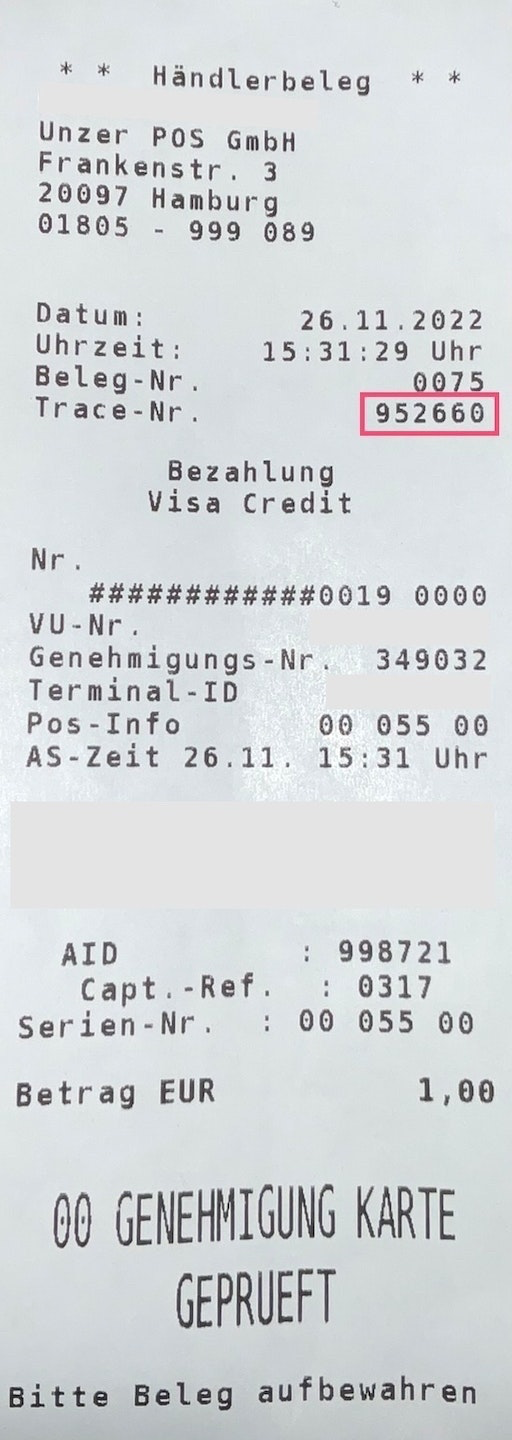 * * Händlerbeleg * *
Unzer POS GmbH
Frankenstr. 3
20097 Hamburg
01805 - 999 089
Datum: 26.11.2022
Uhrzeit: 15:31:29 Uhr
Beleg-Nr. 0075
Trace-Nr. 952660
Bezahlung
Visa Credit
Nr.
############0019 0000
VU-Nr.
Genehmigungs-Nr. 349032
Terminal-ID
Pos-Info 00 055 00
AS-Zeit 26.11. 15:31 Uhr
AID : 998721
Capt.-Ref. : 0317
Serien-Nr. : 00 055 00
Betrag EUR 1,00
00 GENEHMIGUNG KARTE
GEPRUEFT
Bitte Beleg aufbewahren